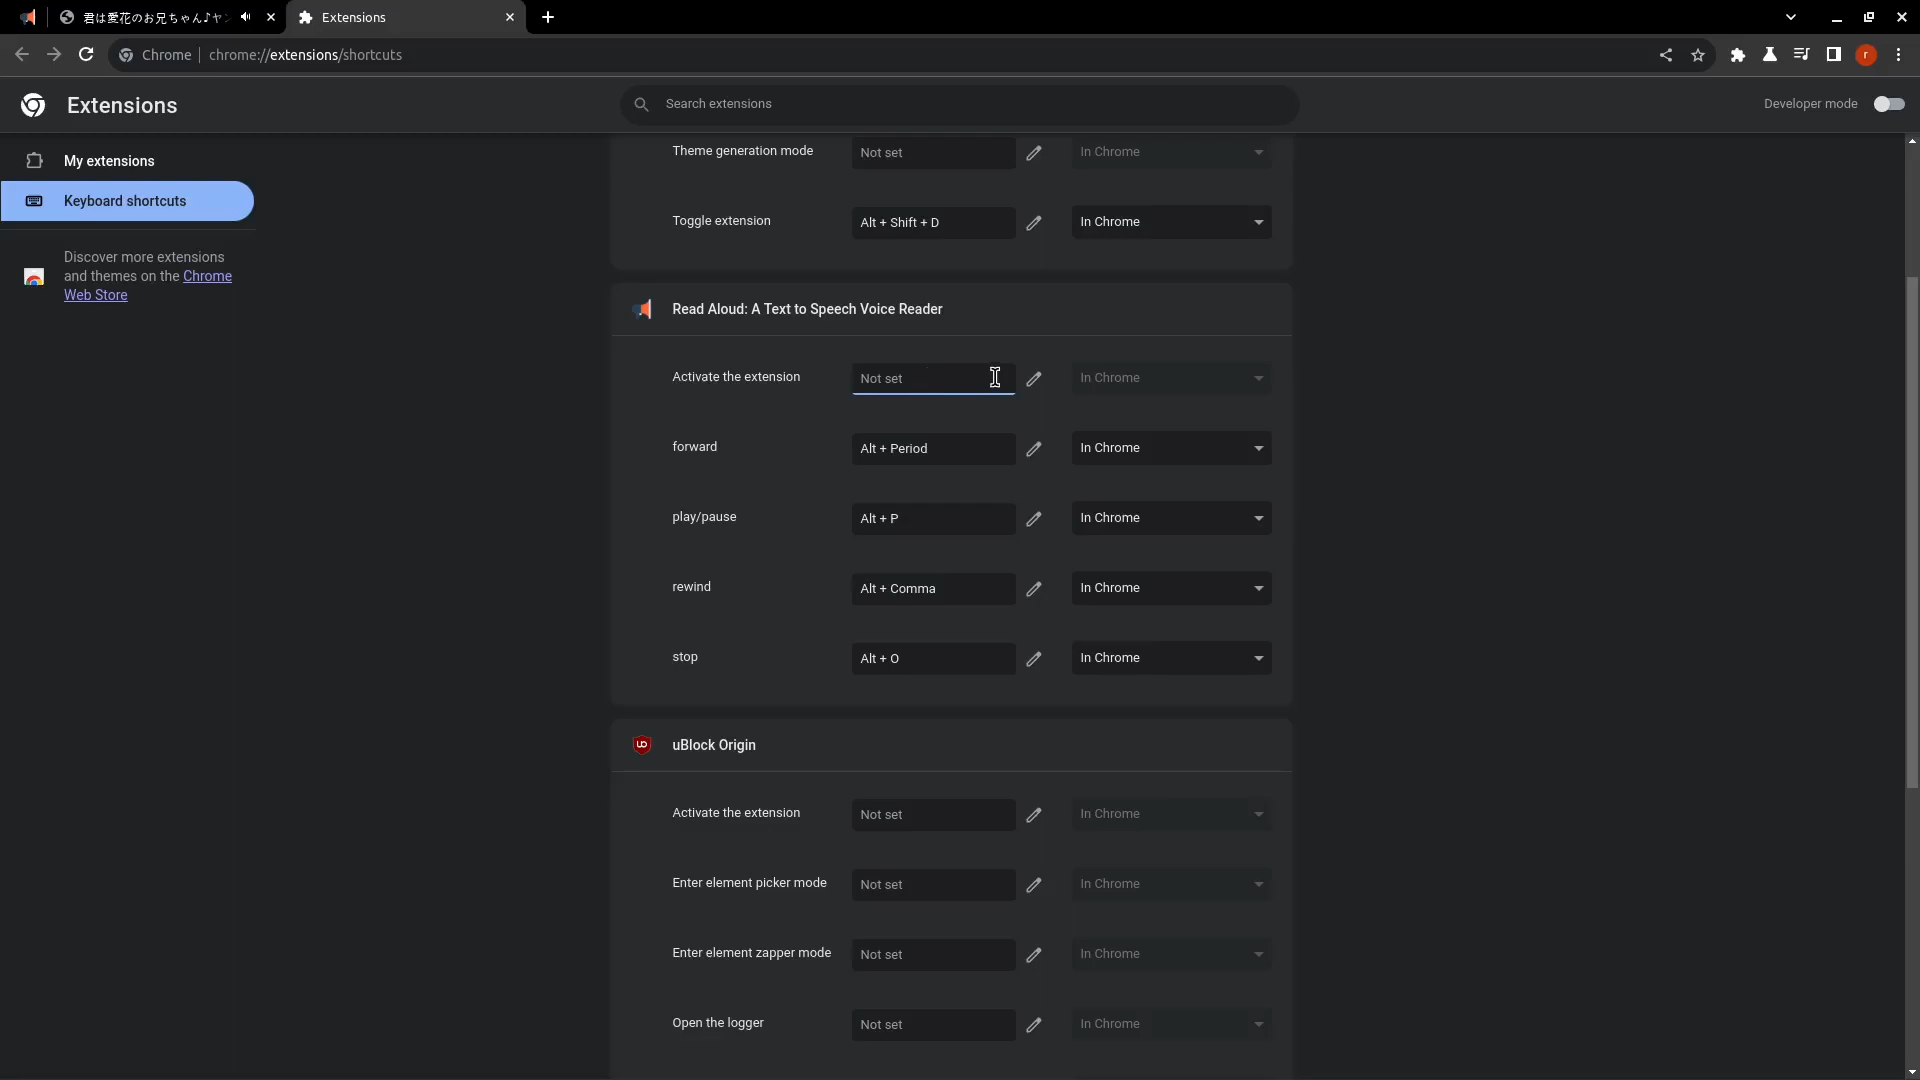 君は愛花のお兄ちゃん♪ヤン
Extensions
Chrome
chrome://extensions/shortcuts
r
Extensions
Search extensions
Developer mode
My extensions
Keyboard shortcuts
Discover more extensions
and themes on the Chrome
Web Store
Theme generation mode Not set In Chrome
Toggle extension Alt + Shift + D In Chrome
Read Aloud: A Text to Speech Voice Reader
Activate the extension Not set In Chrome
forward Alt + Period In Chrome
play/pause Alt + P In Chrome
rewind Alt + Comma In Chrome
stop Alt + O In Chrome
uBlock Origin
Activate the extension Not set In Chrome
Enter element picker mode Not set In Chrome
Enter element zapper mode Not set In Chrome
Open the logger Not set In Chrome